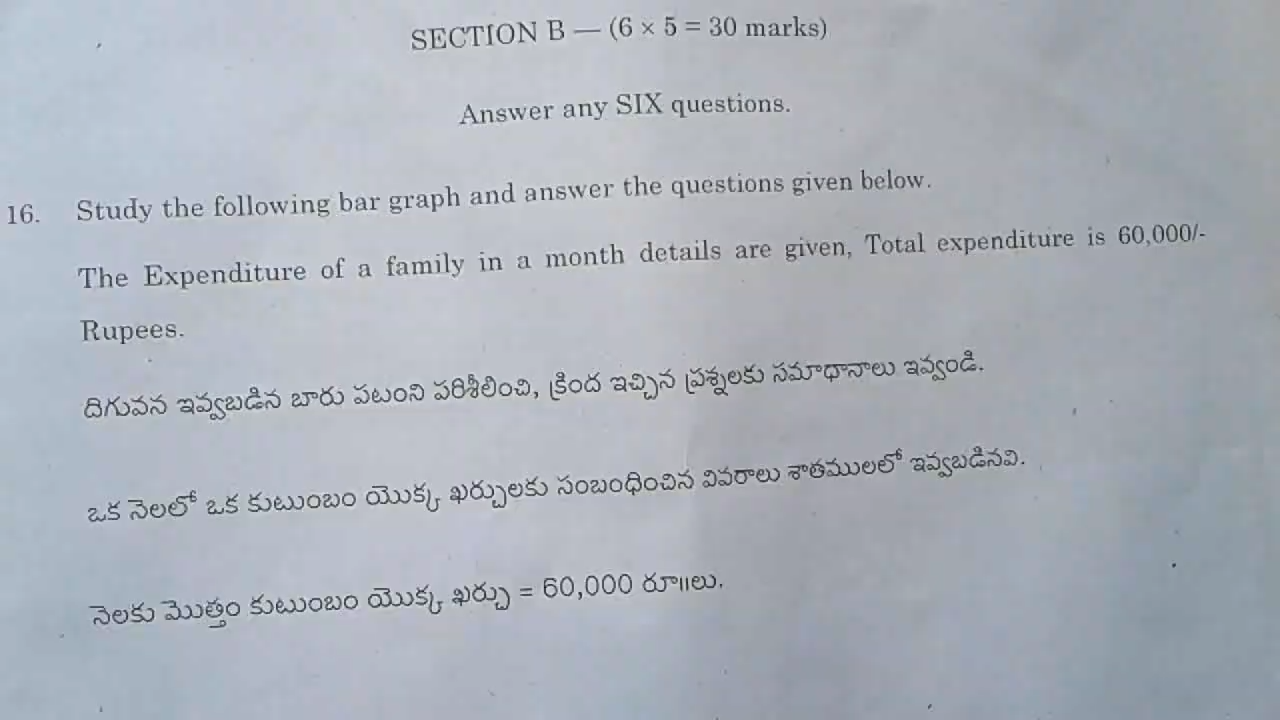 SECTION B — (6 × 5 = 30 marks)
Answer any SIX questions.
16. Study the following bar graph and answer the questions given below.
The Expenditure of a family in a month details are given, Total expenditure is 60,000/-
Rupees.
దిగువన ఇవ్వబడిన బారు పటంని పరిశీలించి, క్రింద ఇచ్చిన ప్రశ్నలకు సమాధానాలు ఇవ్వండి.
ఒక నెలలో ఒక కుటుంబం యొక్క ఖర్చులకు సంబంధించిన వివరాలు శాతములలో ఇవ్వబడినవి.
నెలకు మొత్తం కుటుంబం యొక్క ఖర్చు = 60,000 రూ॥లు.